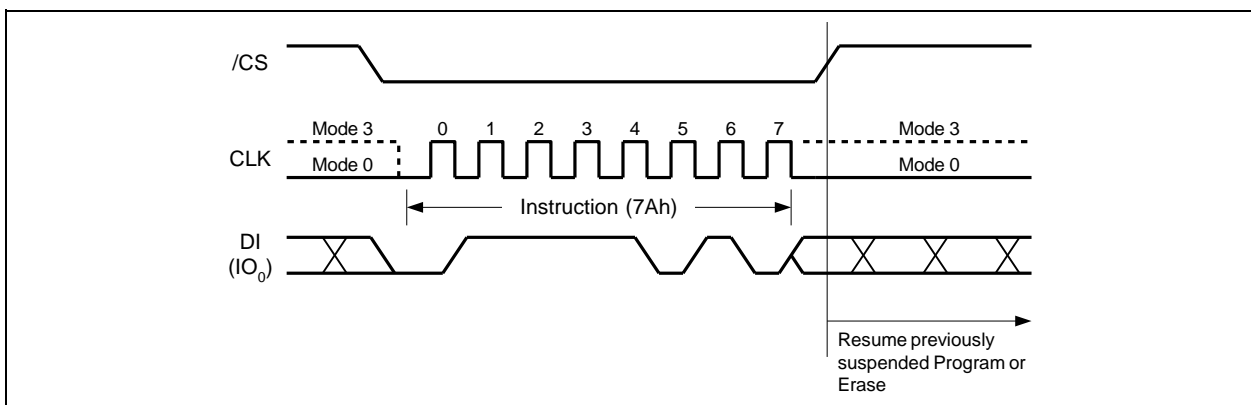 /CS
Mode 3 0 1 2 3 4 5 6 7 Mode 3
CLK
Mode 0 Mode 0
Instruction (7Ah)
DI
(IO0)
Resume previously
suspended Program or
Erase